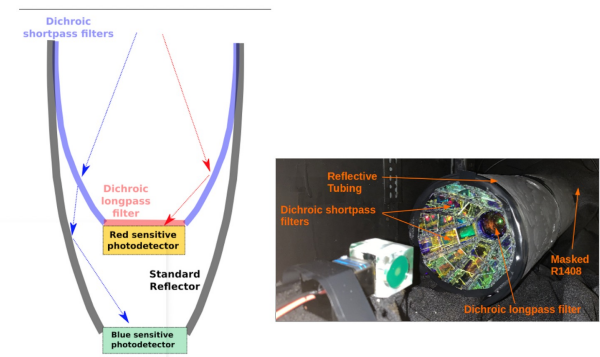 Dichroic
shortpass filters
Dichroic
longpass
filter
Red sensitive
photodetector
Standard
Reflector
Blue sensitive
photodetector
Reflective
Tubing
Dichroic shortpass
filters
Masked
R1408
Dichroic longpass filter